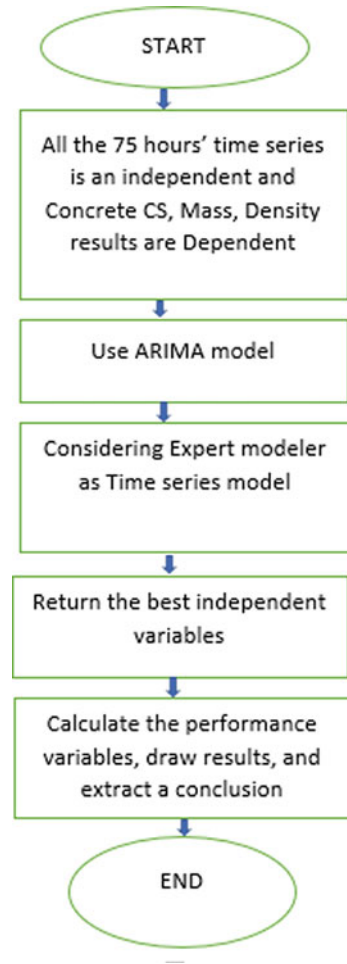 START
All the 75 hours’ time series
is an independent and
Concrete CS, Mass, Density
results are Dependent
Use ARIMA model
Considering Expert modeler
as Time series model
Return the best independent
variables
Calculate the performance
variables, draw results, and
extract a conclusion
END